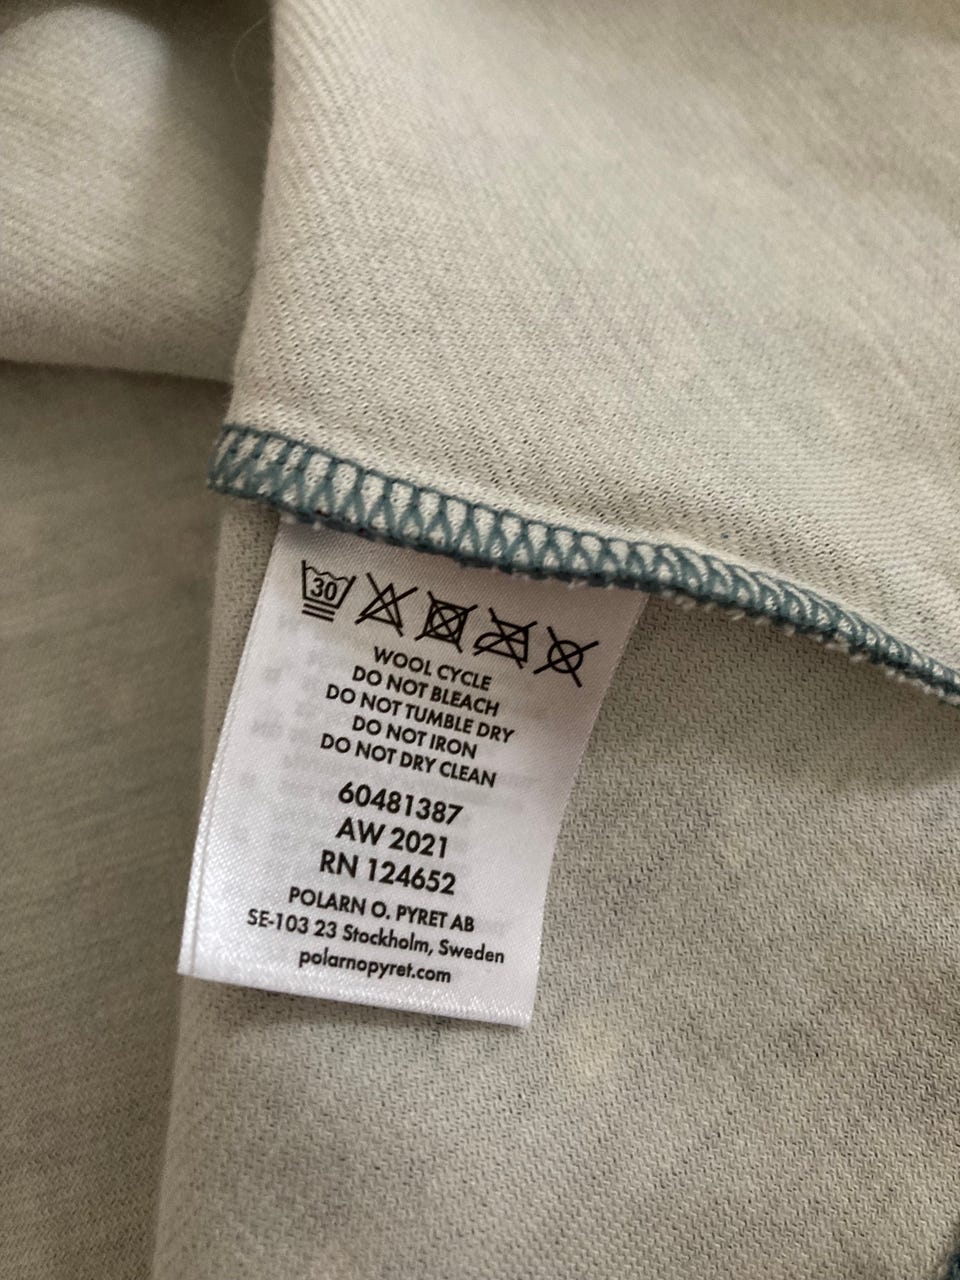 30
WOOL CYCLE
DO NOT BLEACH
DO NOT TUMBLE DRY
DO NOT IRON
DO NOT DRY CLEAN
60481387
AW 2021
RN 124652
POLARN O. PYRET AB
SE-103 23 Stockholm, Sweden
polarnopyret.com